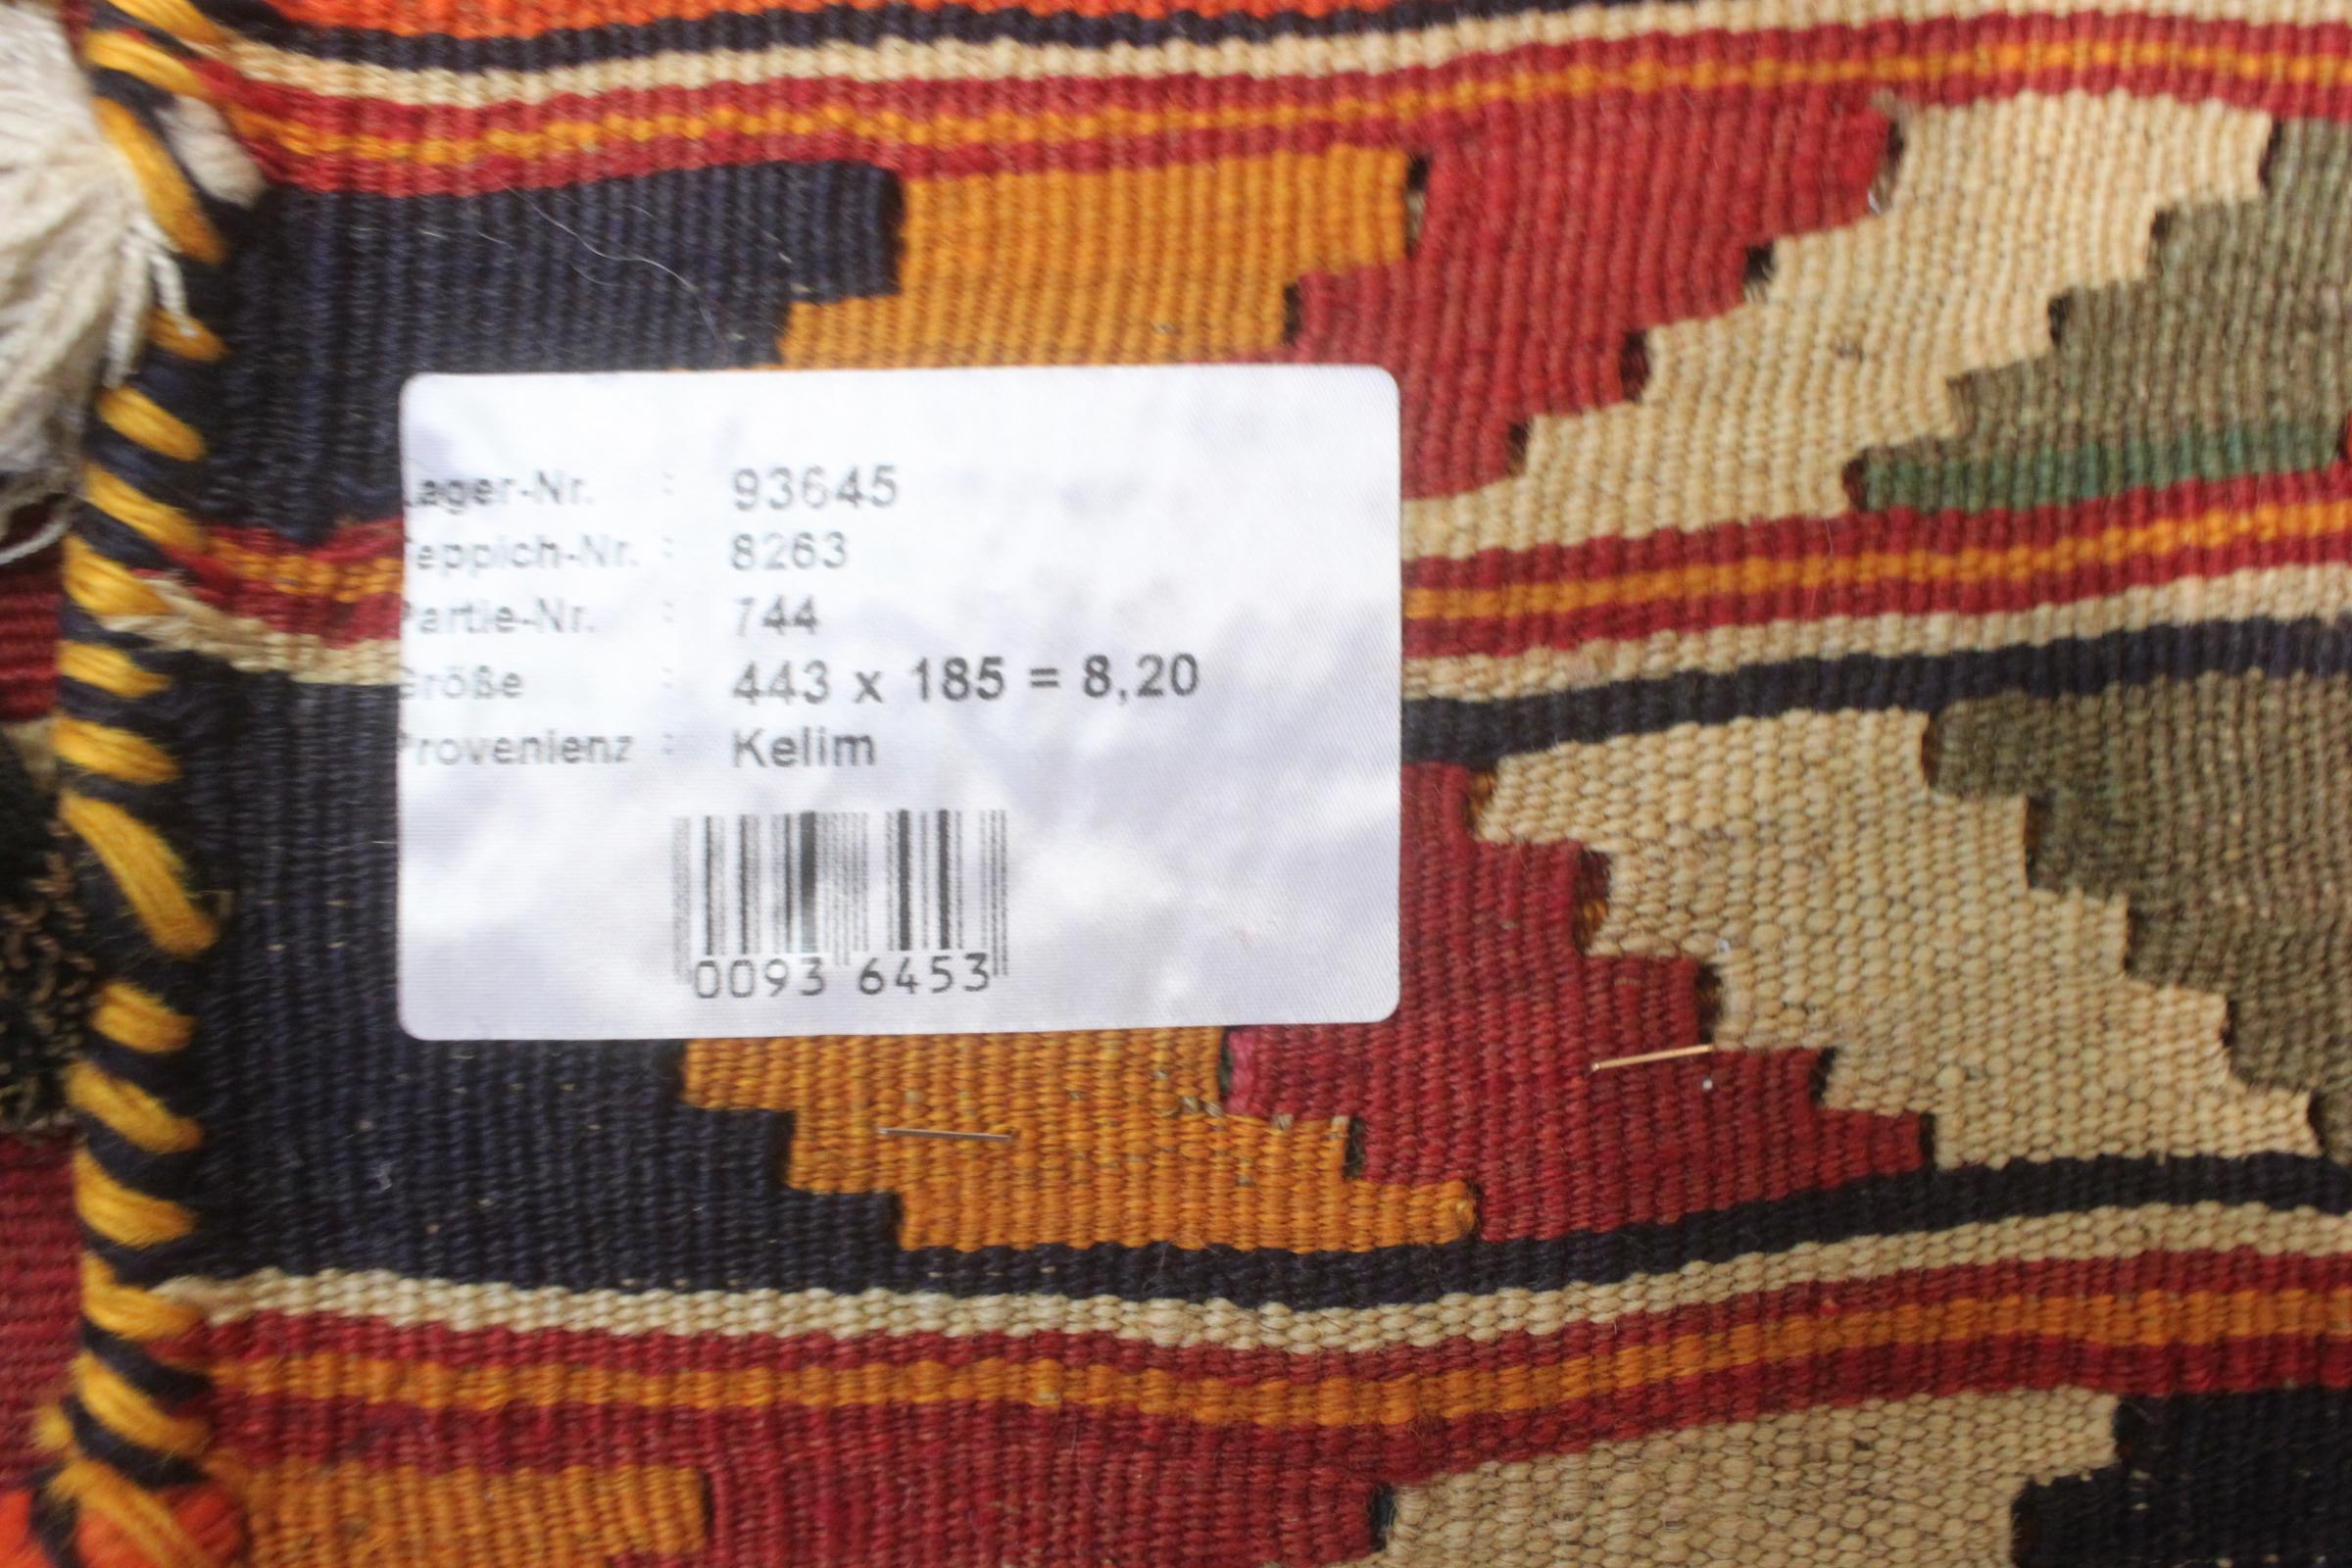 Lager-Nr. : 93645
Teppich-Nr. : 8263
Partie-Nr. : 744
Größe : 443 x 185 = 8,20
Provenienz : Kelim
0093 6453